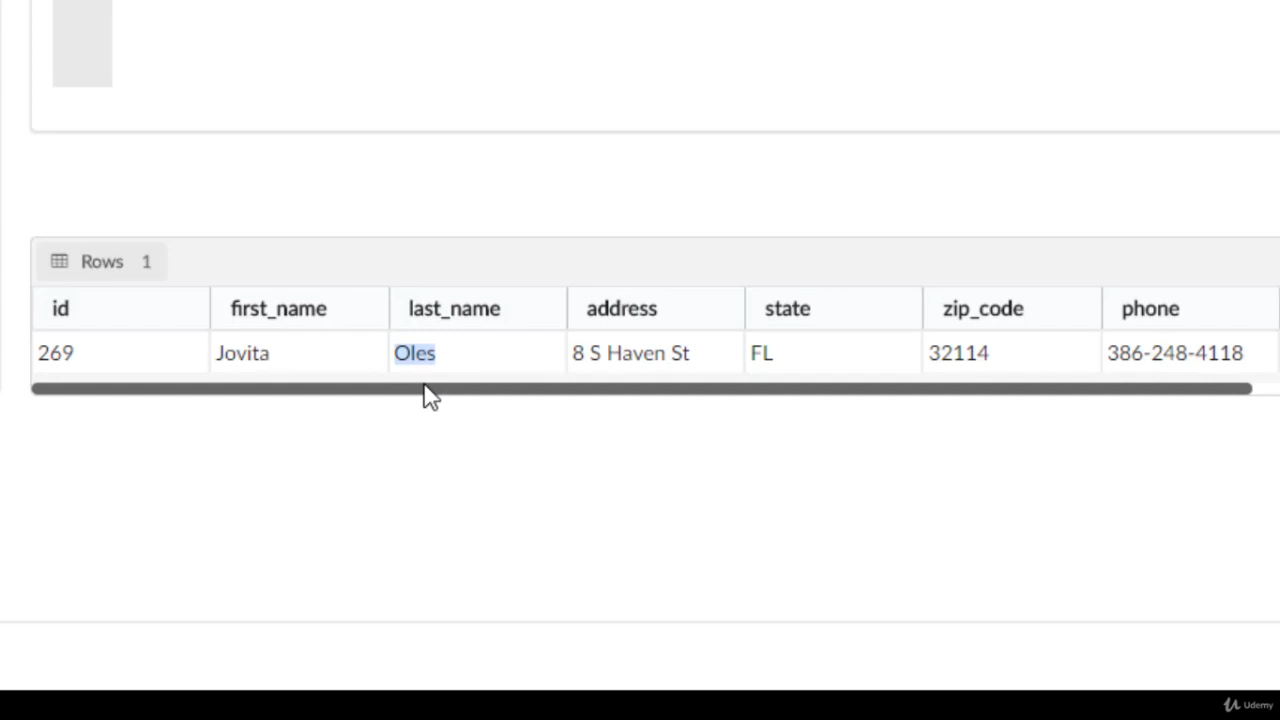 Rows 1
id first_name last_name address state zip_code phone
269 Jovita Oles 8 S Haven St FL 32114 386-248-4118
Udemy